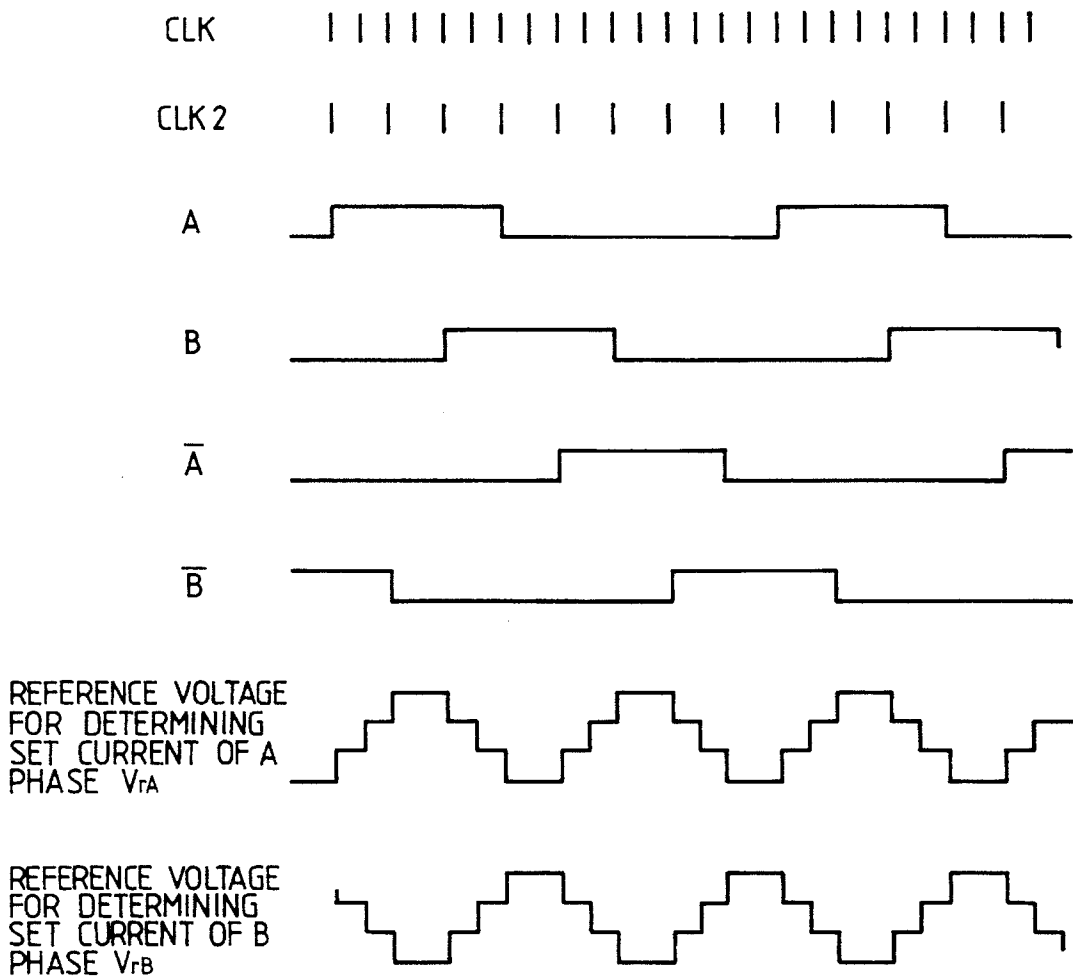 CLK
CLK 2
A
B
A̅
B̅
REFERENCE VOLTAGE
FOR DETERMINING
SET CURRENT OF A
PHASE VrA
REFERENCE VOLTAGE
FOR DETERMINING
SET CURRENT OF B
PHASE VrB